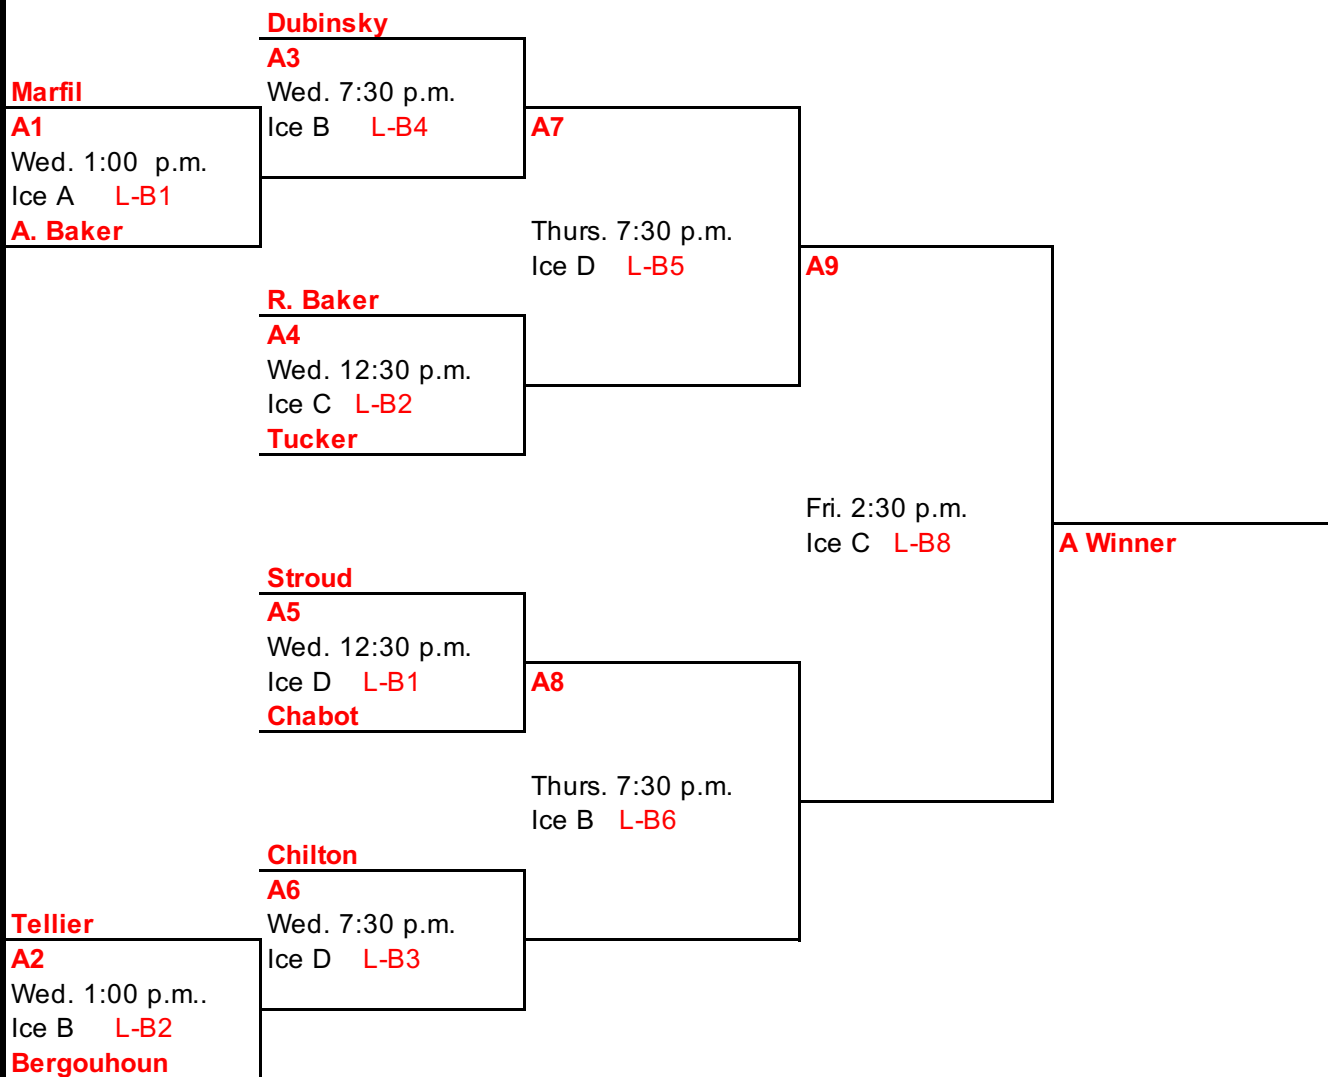 Dubinsky
A3
Marfil
Wed. 7:30 p.m.
A1
Ice B L-B4
A7
Wed. 1:00 p.m.
Ice A L-B1
A. Baker
Thurs. 7:30 p.m.
Ice D L-B5
A9
R. Baker
A4
Wed. 12:30 p.m.
Ice C L-B2
Tucker
Fri. 2:30 p.m.
Ice C L-B8
A Winner
Stroud
A5
Wed. 12:30 p.m.
Ice D L-B1
A8
Chabot
Thurs. 7:30 p.m.
Ice B L-B6
Chilton
A6
Tellier
Wed. 7:30 p.m.
A2
Ice D L-B3
Wed. 1:00 p.m..
Ice B L-B2
Bergouhoun